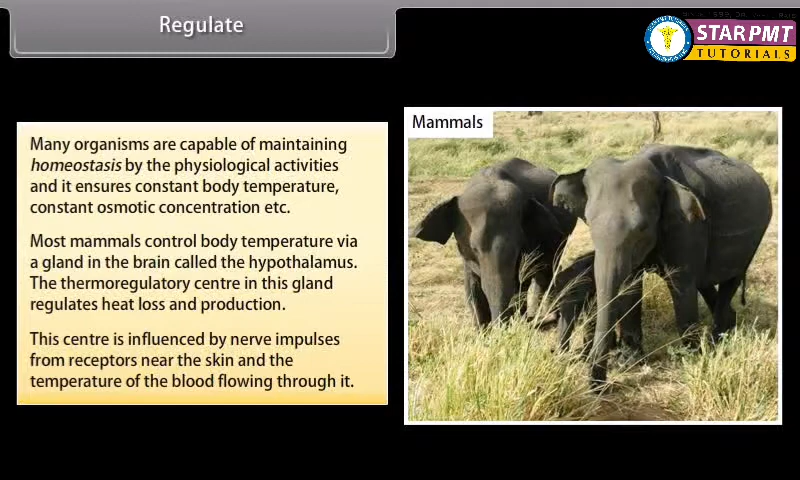 Regulate
STAR PMT
TUTORIALS
Many organisms are capable of maintaining
homeostasis by the physiological activities
and it ensures constant body temperature,
constant osmotic concentration etc.
Most mammals control body temperature via
a gland in the brain called the hypothalamus.
The thermoregulatory centre in this gland
regulates heat loss and production.
This centre is influenced by nerve impulses
from receptors near the skin and the
temperature of the blood flowing through it.
Mammals